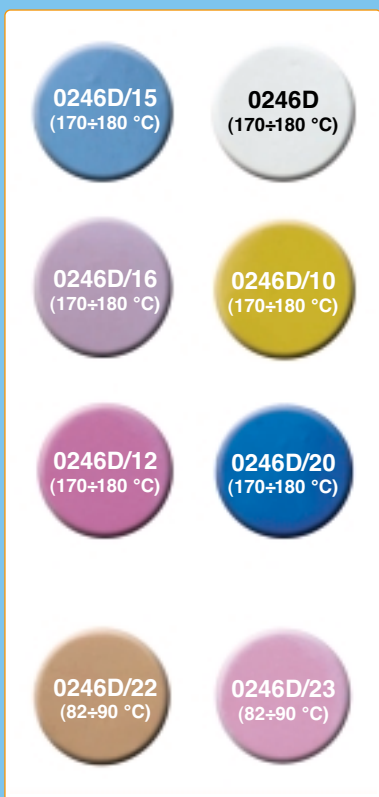 0246D/15
(170÷180 °C)
0246D
(170÷180 °C)
0246D/16
(170÷180 °C)
0246D/10
(170÷180 °C)
0246D/12
(170÷180 °C)
0246D/20
(170÷180 °C)
0246D/22
(82÷90 °C)
0246D/23
(82÷90 °C)